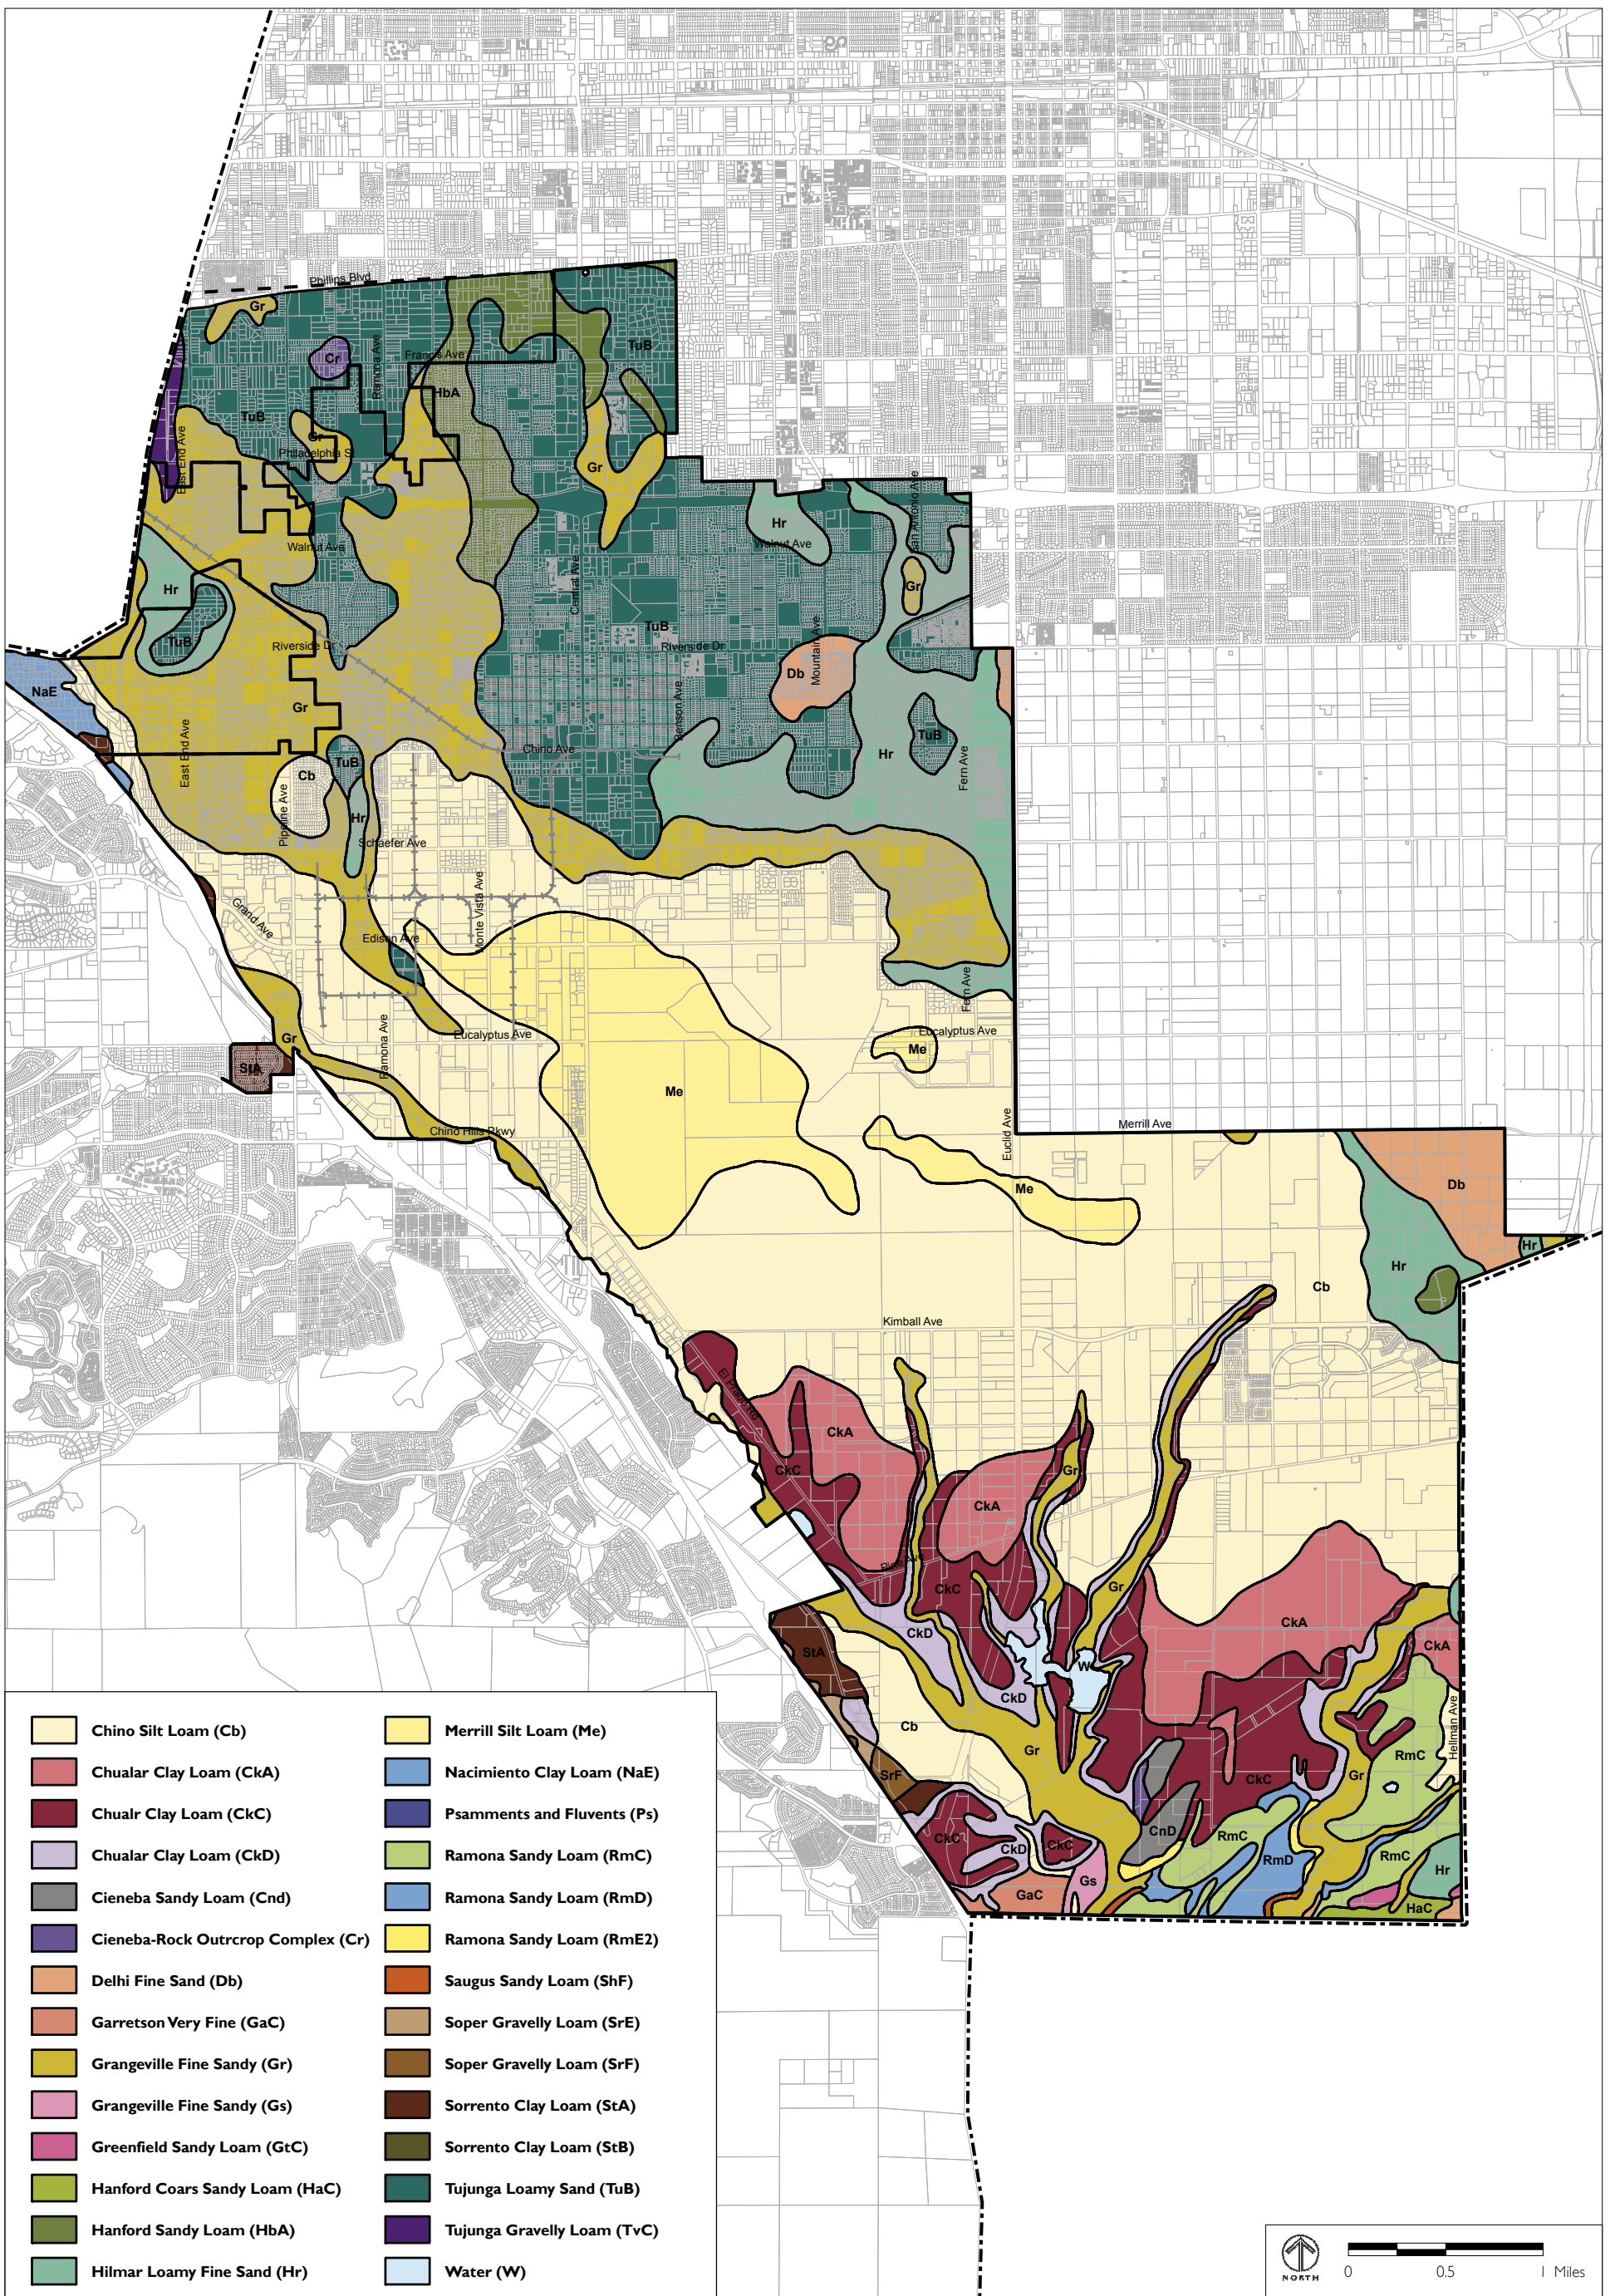 Phillips Blvd
Gr
Cr
Ramona Ave
Francis Ave
TuB
HbA
TuB
East End Ave
Gr
Philadelphia St
Gr
San Antonio Ave
Hr
Walnut Ave
Walnut Ave
Hr
Central Ave
Gr
TuB
TuB
Riverside Dr
Riverside Dr
Mountain Ave
Db
NaE
Gr
Benson Ave
TuB
Hr
Chino Ave
East End Ave
TuB
Cb
Fern Ave
Pipeline Ave
Hr
Schaefer Ave
Monte Vista Ave
Grand Ave
Edison Ave
Me
Fern Ave
Eucalyptus Ave
Eucalyptus Ave
Gr
Ramona Ave
Me
StA
Me
Euclid Ave
Merrill Ave
Chino Hills Pkwy
Me
Db
Hr
Hr
Cb
Kimball Ave
El Prado Rd
CkA
CkC
Gr
CkA
Pine Ave
CkC
Gr
CkA
CkD
CkA
StA
W
CkD
Cb
Hellman Ave
Gr
RmC
SrF
CkC
Gr
CkC
CkD
CkC
CnD
RmC
RmD
RmC
Hr
GaC
Gs
HaC
Chino Silt Loam (Cb)
Chualar Clay Loam (CkA)
Chualr Clay Loam (CkC)
Chualar Clay Loam (CkD)
Cieneba Sandy Loam (Cnd)
Cieneba-Rock Outrcrop Complex (Cr)
Delhi Fine Sand (Db)
Garretson Very Fine (GaC)
Grangeville Fine Sandy (Gr)
Grangeville Fine Sandy (Gs)
Greenfield Sandy Loam (GtC)
Hanford Coars Sandy Loam (HaC)
Hanford Sandy Loam (HbA)
Hilmar Loamy Fine Sand (Hr)
Merrill Silt Loam (Me)
Nacimiento Clay Loam (NaE)
Psamments and Fluvents (Ps)
Ramona Sandy Loam (RmC)
Ramona Sandy Loam (RmD)
Ramona Sandy Loam (RmE2)
Saugus Sandy Loam (ShF)
Soper Gravelly Loam (SrE)
Soper Gravelly Loam (SrF)
Sorrento Clay Loam (StA)
Sorrento Clay Loam (StB)
Tujunga Loamy Sand (TuB)
Tujunga Gravelly Loam (TvC)
Water (W)
NORTH
0 0.5 1 Miles